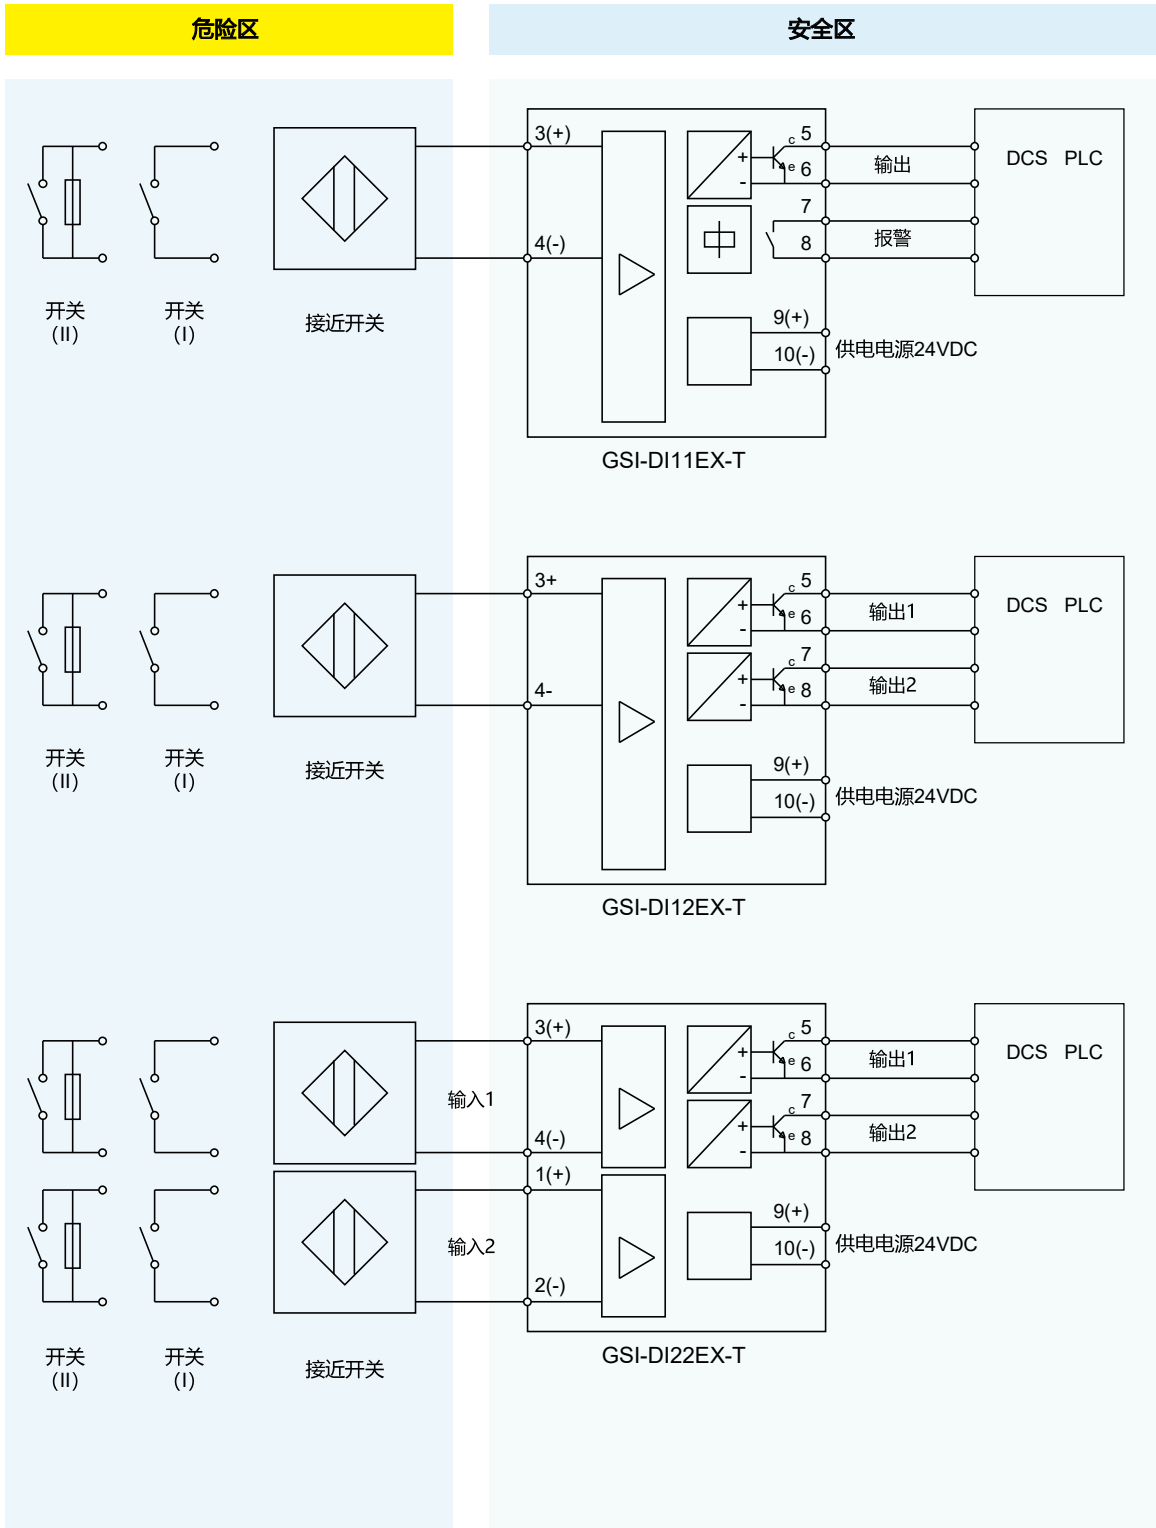 危险区
安全区
3(+)
4(-)
+
-
c
e
5
6
7
8
输出
报警
DCS PLC
9(+)
10(-)
供电电源24VDC
开关
(II)
开关
(I)
接近开关
GSI-DI11EX-T
3+
4-
+
-
c
e
5
6
+
-
c
e
7
8
输出1
输出2
DCS PLC
9(+)
10(-)
供电电源24VDC
开关
(II)
开关
(I)
接近开关
GSI-DI12EX-T
输入1
3(+)
4(-)
输入2
1(+)
2(-)
+
-
c
e
5
6
+
-
c
e
7
8
输出1
输出2
DCS PLC
9(+)
10(-)
供电电源24VDC
开关
(II)
开关
(I)
接近开关
GSI-DI22EX-T